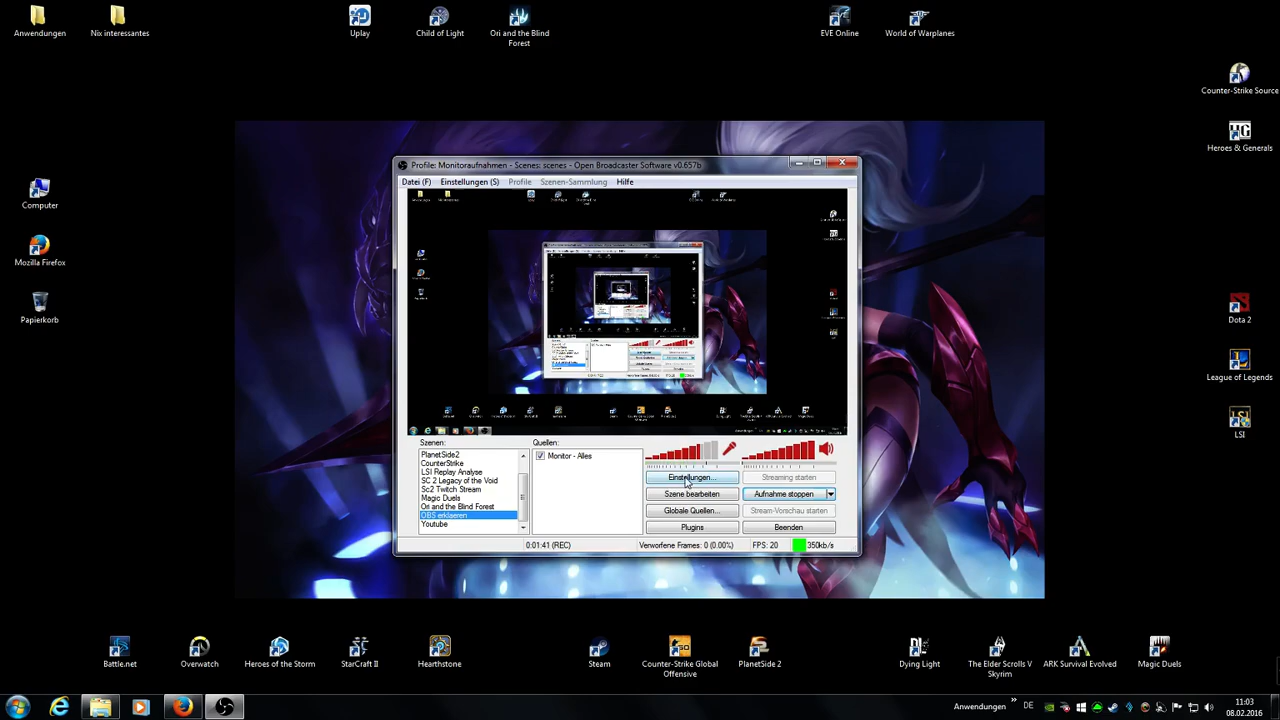 Anwendungen
Nix interessantes
Uplay
Child of Light
Ori and the Blind
Forest
EVE Online
World of Warplanes
Counter-Strike Source
Heroes & Generals
Computer
Mozilla Firefox
Papierkorb
Dota 2
League of Legends
LSI
Profile: Monitoraufnahmen - Scenes: scenes - Open Broadcaster Software v0.657b
Datei (F)
Einstellungen (S)
Profile
Szenen-Sammlung
Hilfe
Szenen:
PlanetSide2
CounterStrike
LSI Replay Analyse
SC 2 Legacy of the Void
Sc2 Twitch Stream
Magic Duels
Ori and the Blind Forest
OBS erklaeren
Youtube
Quellen:
Monitor - Alles
Einstellungen...
Streaming starten
Szene bearbeiten
Aufnahme stoppen
Globale Quellen...
Stream-Vorschau starten
Plugins
Beenden
0:01:41 (REC)
Verworfene Frames: 0 (0.00%)
FPS: 20
350kb/s
Battle.net
Overwatch
Heroes of the Storm
StarCraft II
Hearthstone
Steam
Counter-Strike Global
Offensive
PlanetSide 2
Dying Light
The Elder Scrolls V
Skyrim
ARK Survival Evolved
Magic Duels
Anwendungen
DE
11:03
08.02.2016